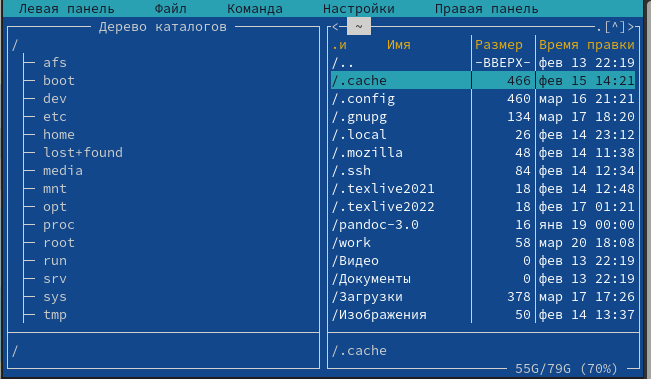 Левая панель Файл Команда Настройки Правая панель
Дерево каталогов
/
afs
boot
dev
etc
home
lost+found
media
mnt
opt
proc
root
run
srv
sys
tmp
/
<- ~ .[^]>
.и Имя Размер Время правки
/.. -ВВЕРХ- фев 13 22:19
/.cache 466 фев 15 14:21
/.config 460 мар 16 21:21
/.gnupg 134 мар 17 18:20
/.local 26 фев 14 23:12
/.mozilla 48 фев 14 11:38
/.ssh 84 фев 14 12:34
/.texlive2021 18 фев 14 12:48
/.texlive2022 18 фев 17 01:21
/pandoc-3.0 16 янв 19 00:00
/work 58 мар 20 18:08
/Видео 0 фев 13 22:19
/Документы 0 фев 13 22:19
/Загрузки 378 мар 17 17:26
/Изображения 50 фев 14 13:37
/.cache
55G/79G (70%)